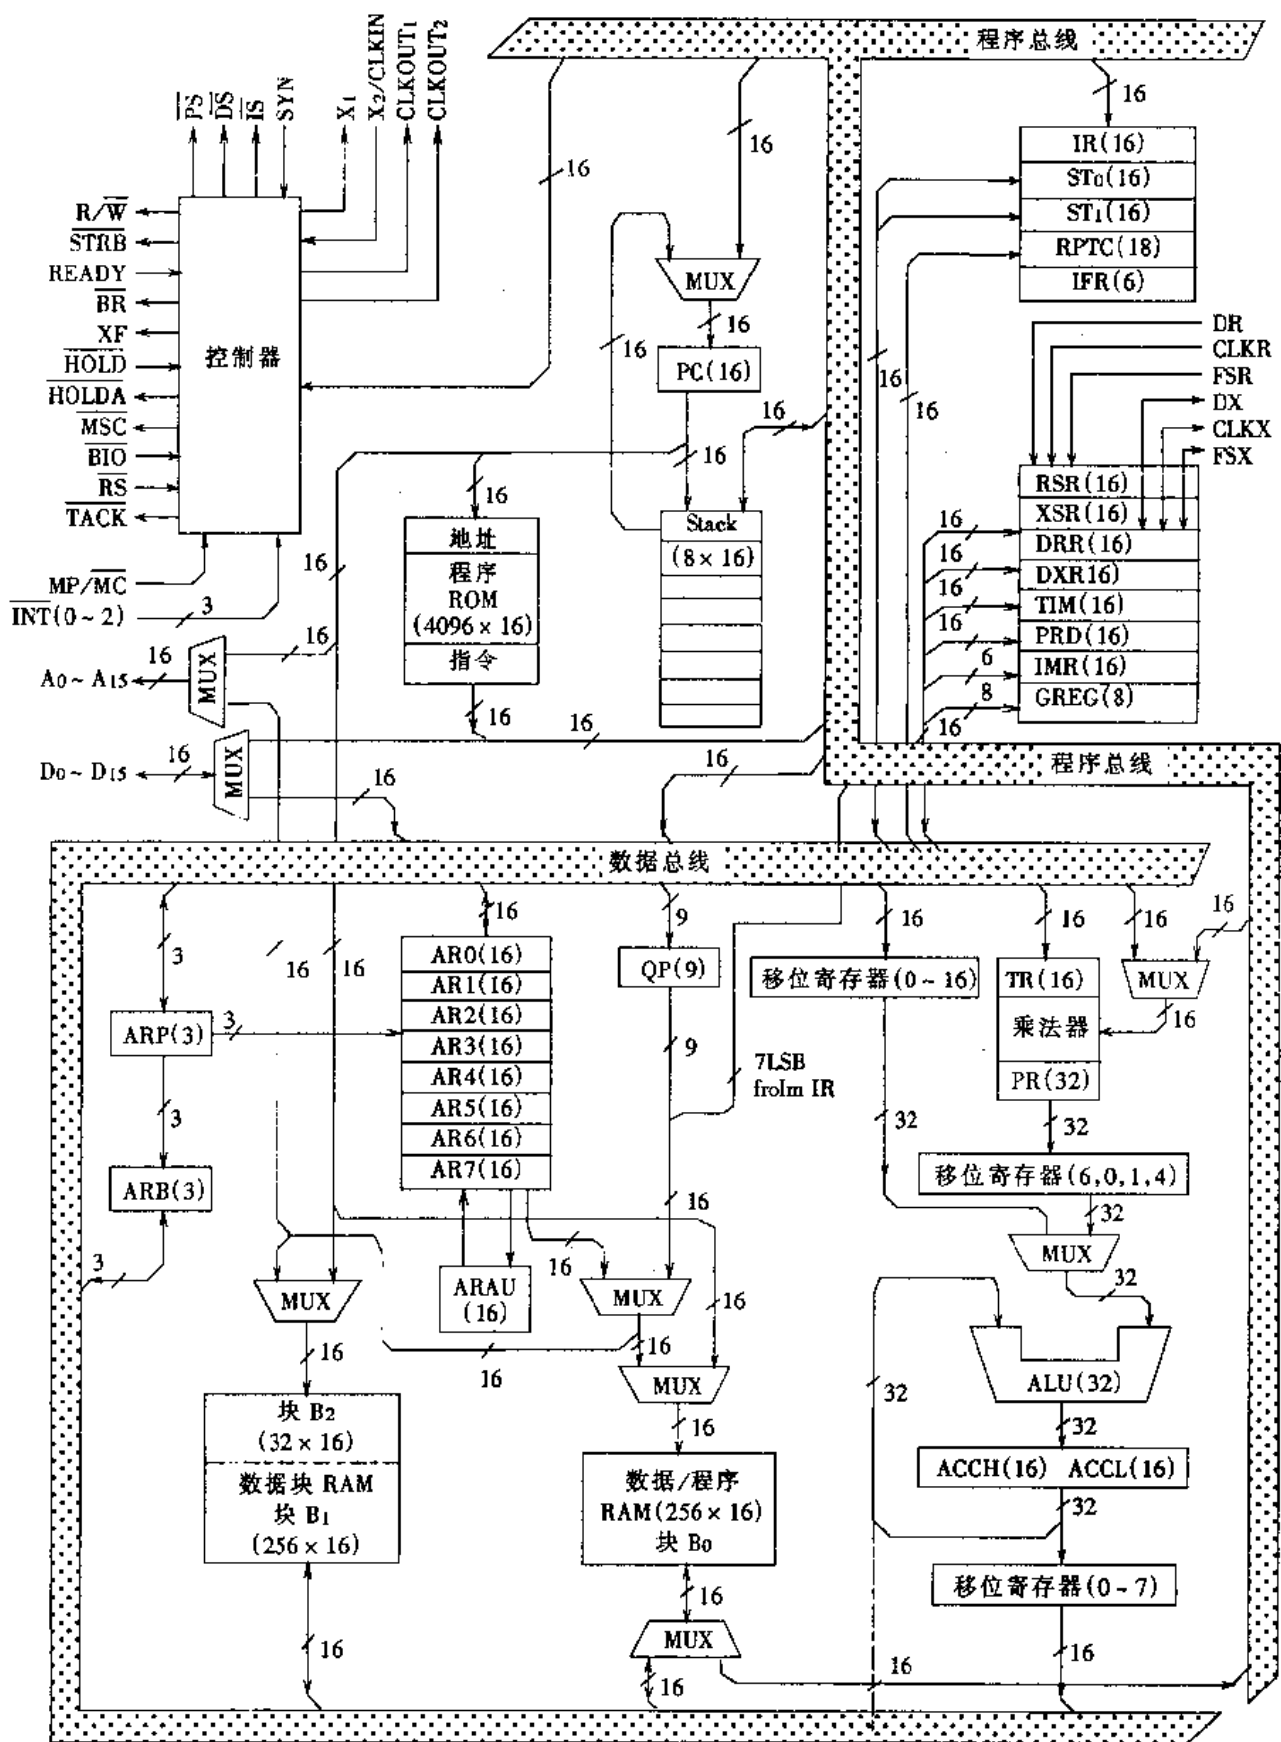 程序总线
PS
DS
IS
SYN
X1
X2/CLKIN
CLKOUT1
CLKOUT2
16
16
16
IR(16)
ST0(16)
ST1(16)
RPTC(18)
IFR(6)
R/W
STRB
READY
BR
XF
HOLD
HOLDA
MSC
BIO
RS
TACK
控制器
MP/MC
INT(0~2)
3
MUX
16
16
PC(16)
16
16
16
16
16
DR
CLKR
FSR
DX
CLKX
FSX
RSR(16)
XSR(16)
DRR(16)
DXR16)
TIM(16)
PRD(16)
IMR(16)
GREG(8)
16
16
16
16
6
8
16
16
地址
程序
ROM
(4096×16)
指令
16
16
Stack
(8×16)
16
16
A0~A15
MUX
16
D0~D15
16
MUX
16
16
程序总线
数据总线
3
16
16
16
9
16
16
16
16
ARP(3)
3
AR0(16)
AR1(16)
AR2(16)
AR3(16)
AR4(16)
AR5(16)
AR6(16)
AR7(16)
QP(9)
9
移位寄存器(0~16)
TR(16)
乘法器
PR(32)
MUX
16
7LSB
froIm IR
3
32
32
ARB(3)
3
移位寄存器(6,0,1,4)
32
16
MUX
32
MUX
ARAU
(16)
16
MUX
16
16
16
16
MUX
16
32
ALU(32)
32
块 B2
(32×16)
数据块 RAM
块 B1
(256×16)
数据/程序
RAM(256×16)
块 B0
ACCH(16) ACCL(16)
32
移位寄存器(0~7)
16
16
MUX
16
16
16